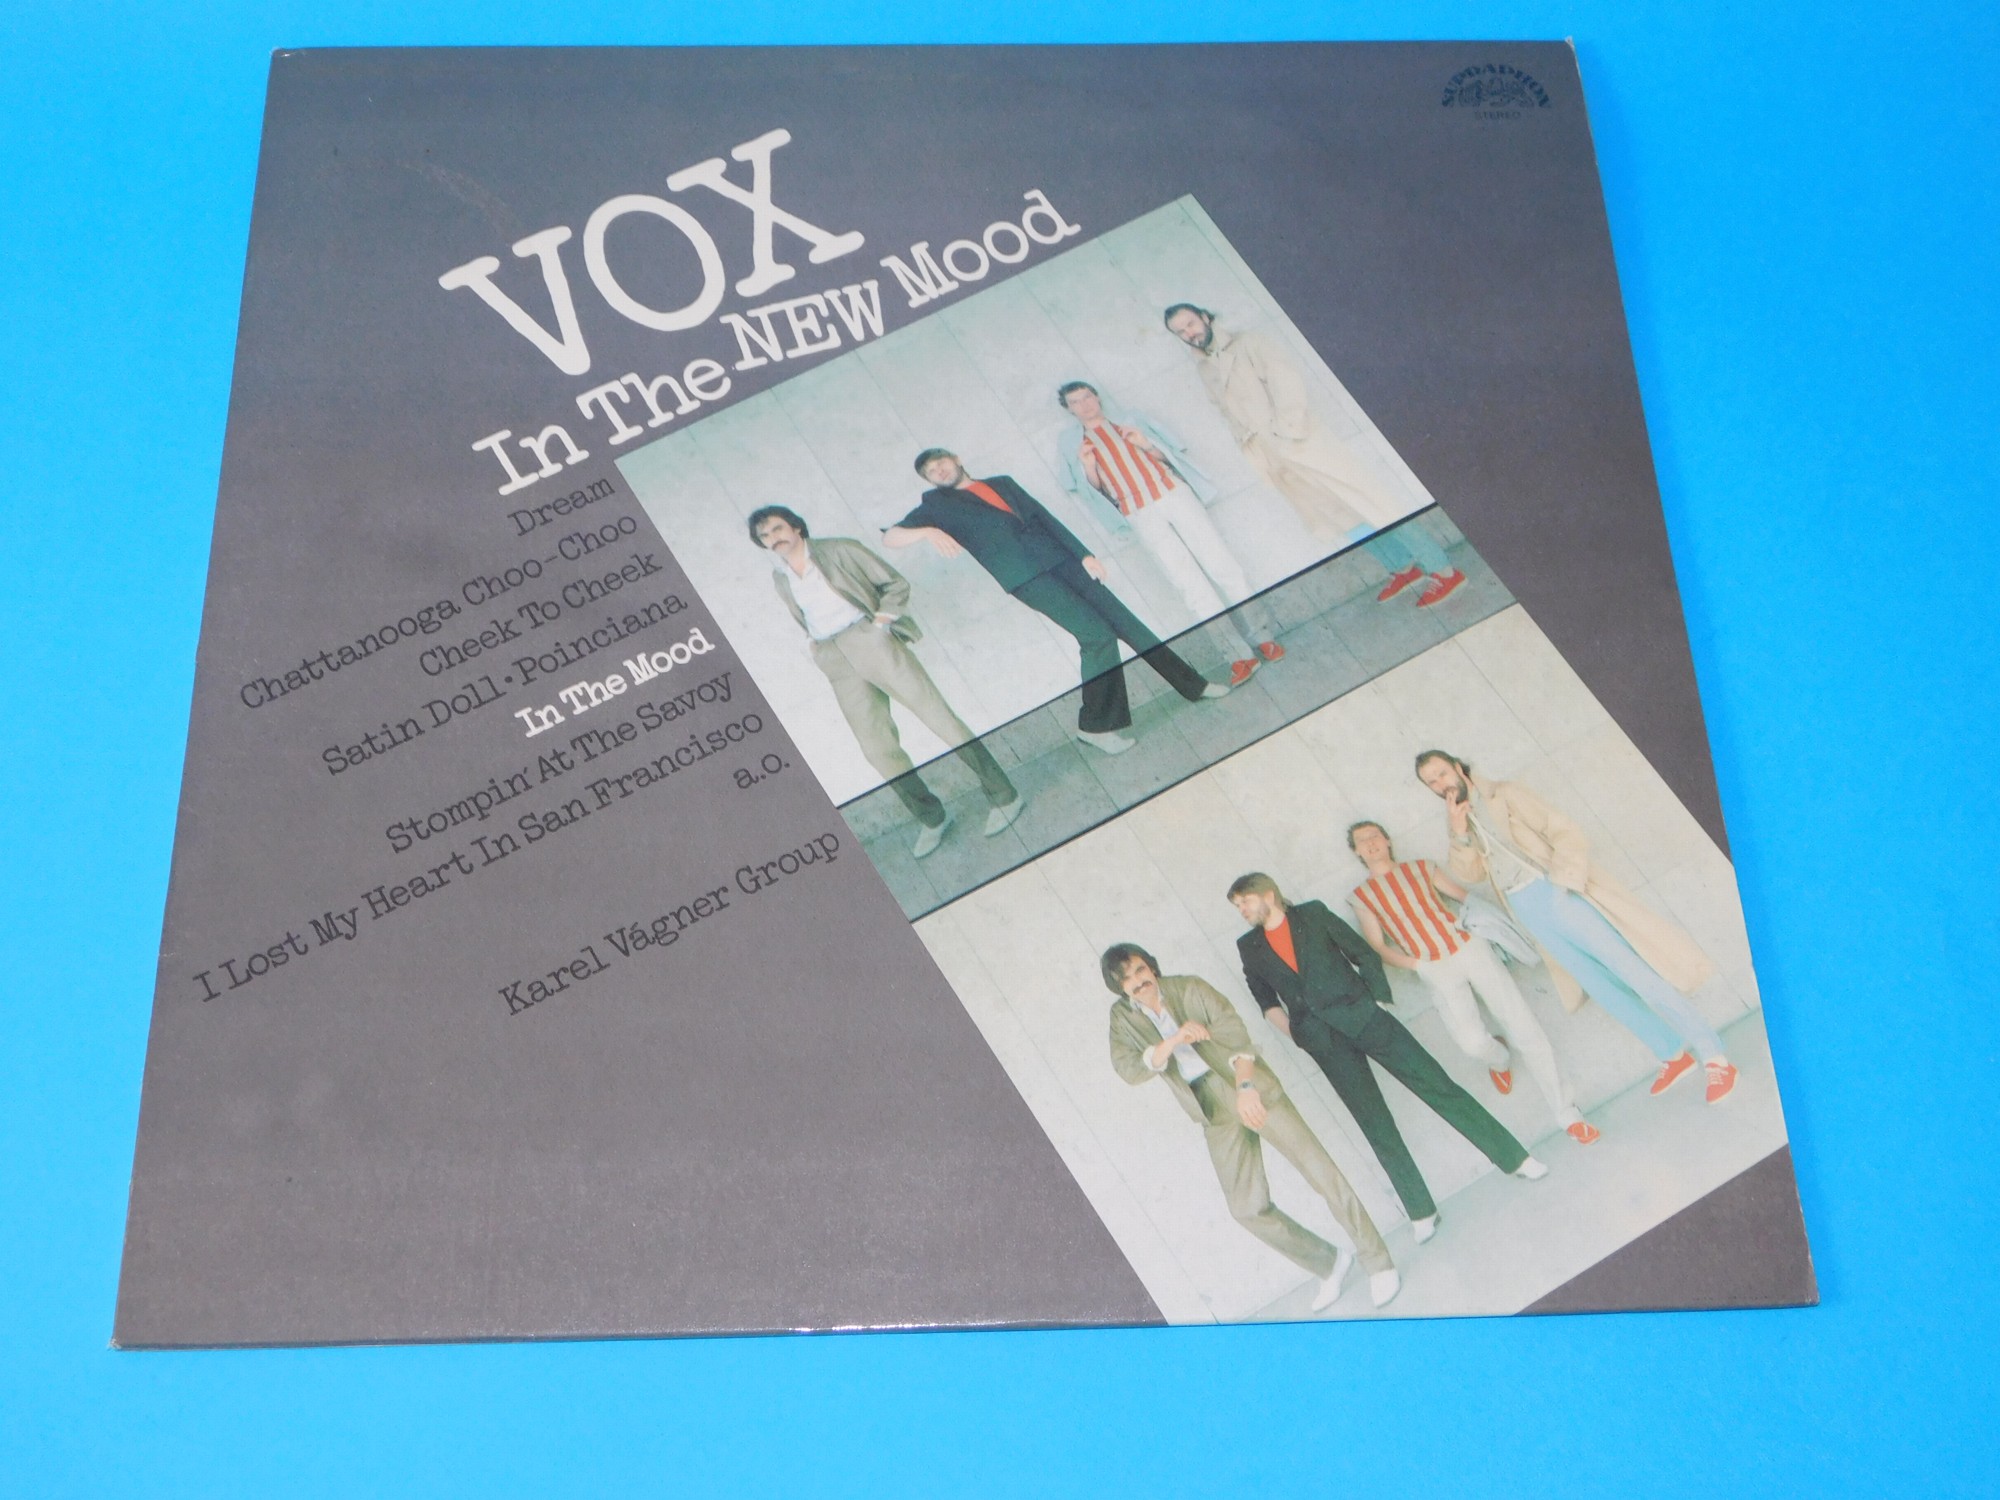 VOX
In The NEW Mood
Dream
Chattanooga Choo-Choo
Cheek To Cheek
Satin Doll • Poinciana
In The Mood
Stompin' At The Savoy
I Lost My Heart In San Francisco
a.o.
Karel Vágner Group
SUPRAPHON
STEREO